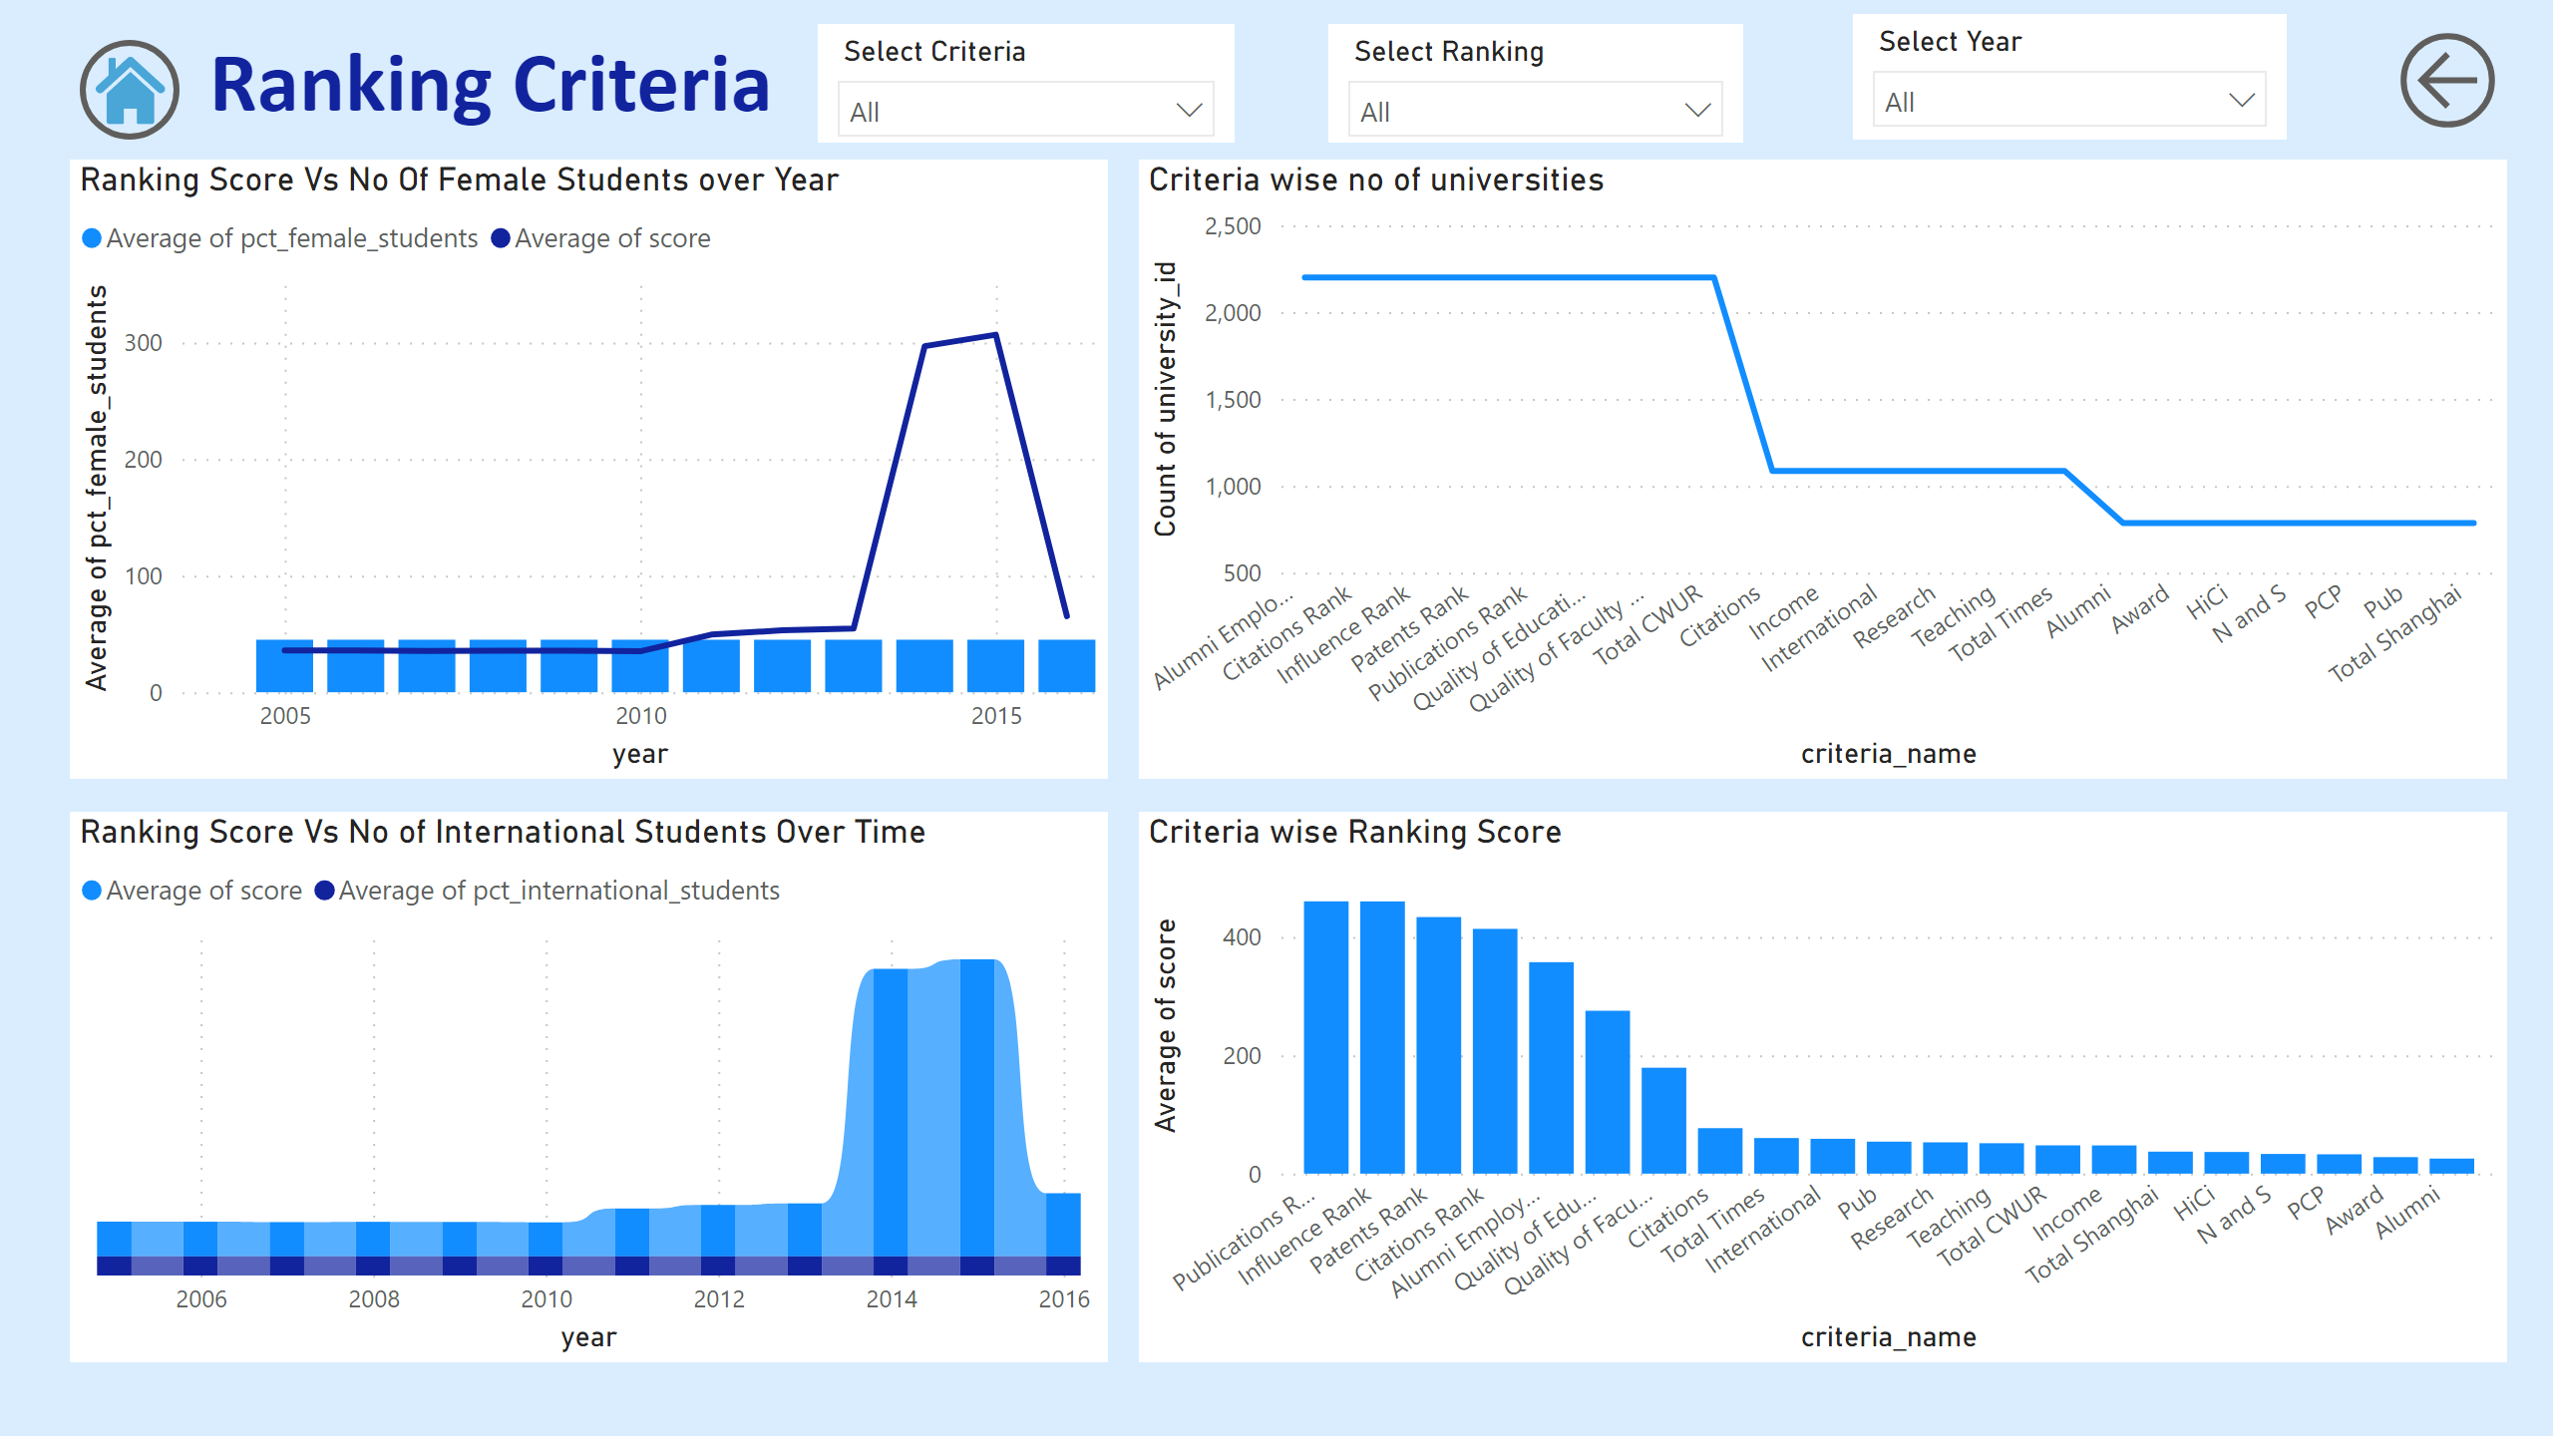 Ranking Criteria
Select Criteria
All
Select Ranking
All
Select Year
All
Ranking Score Vs No Of Female Students over Year
Average of pct_female_students Average of score
Average of pct_female_students
300
200
100
0
2005 2010 2015
year
Criteria wise no of universities
Count of university_id
2,500
2,000
1,500
1,000
500
Alumni Emplo...
Citations Rank
Influence Rank
Patents Rank
Publications Rank
Quality of Educati...
Quality of Faculty ...
Total CWUR
Citations
Income
International
Research
Teaching
Total Times
Alumni
Award
HiCi
N and S
PCP
Pub
Total Shanghai
criteria_name
Ranking Score Vs No of International Students Over Time
Average of score Average of pct_international_students
2006 2008 2010 2012 2014 2016
year
Criteria wise Ranking Score
Average of score
400
200
0
Publications R...
Influence Rank
Patents Rank
Citations Rank
Alumni Employ...
Quality of Edu...
Quality of Facu...
Citations
Total Times
International
Pub
Research
Teaching
Total CWUR
Income
Total Shanghai
HiCi
N and S
PCP
Award
Alumni
criteria_name